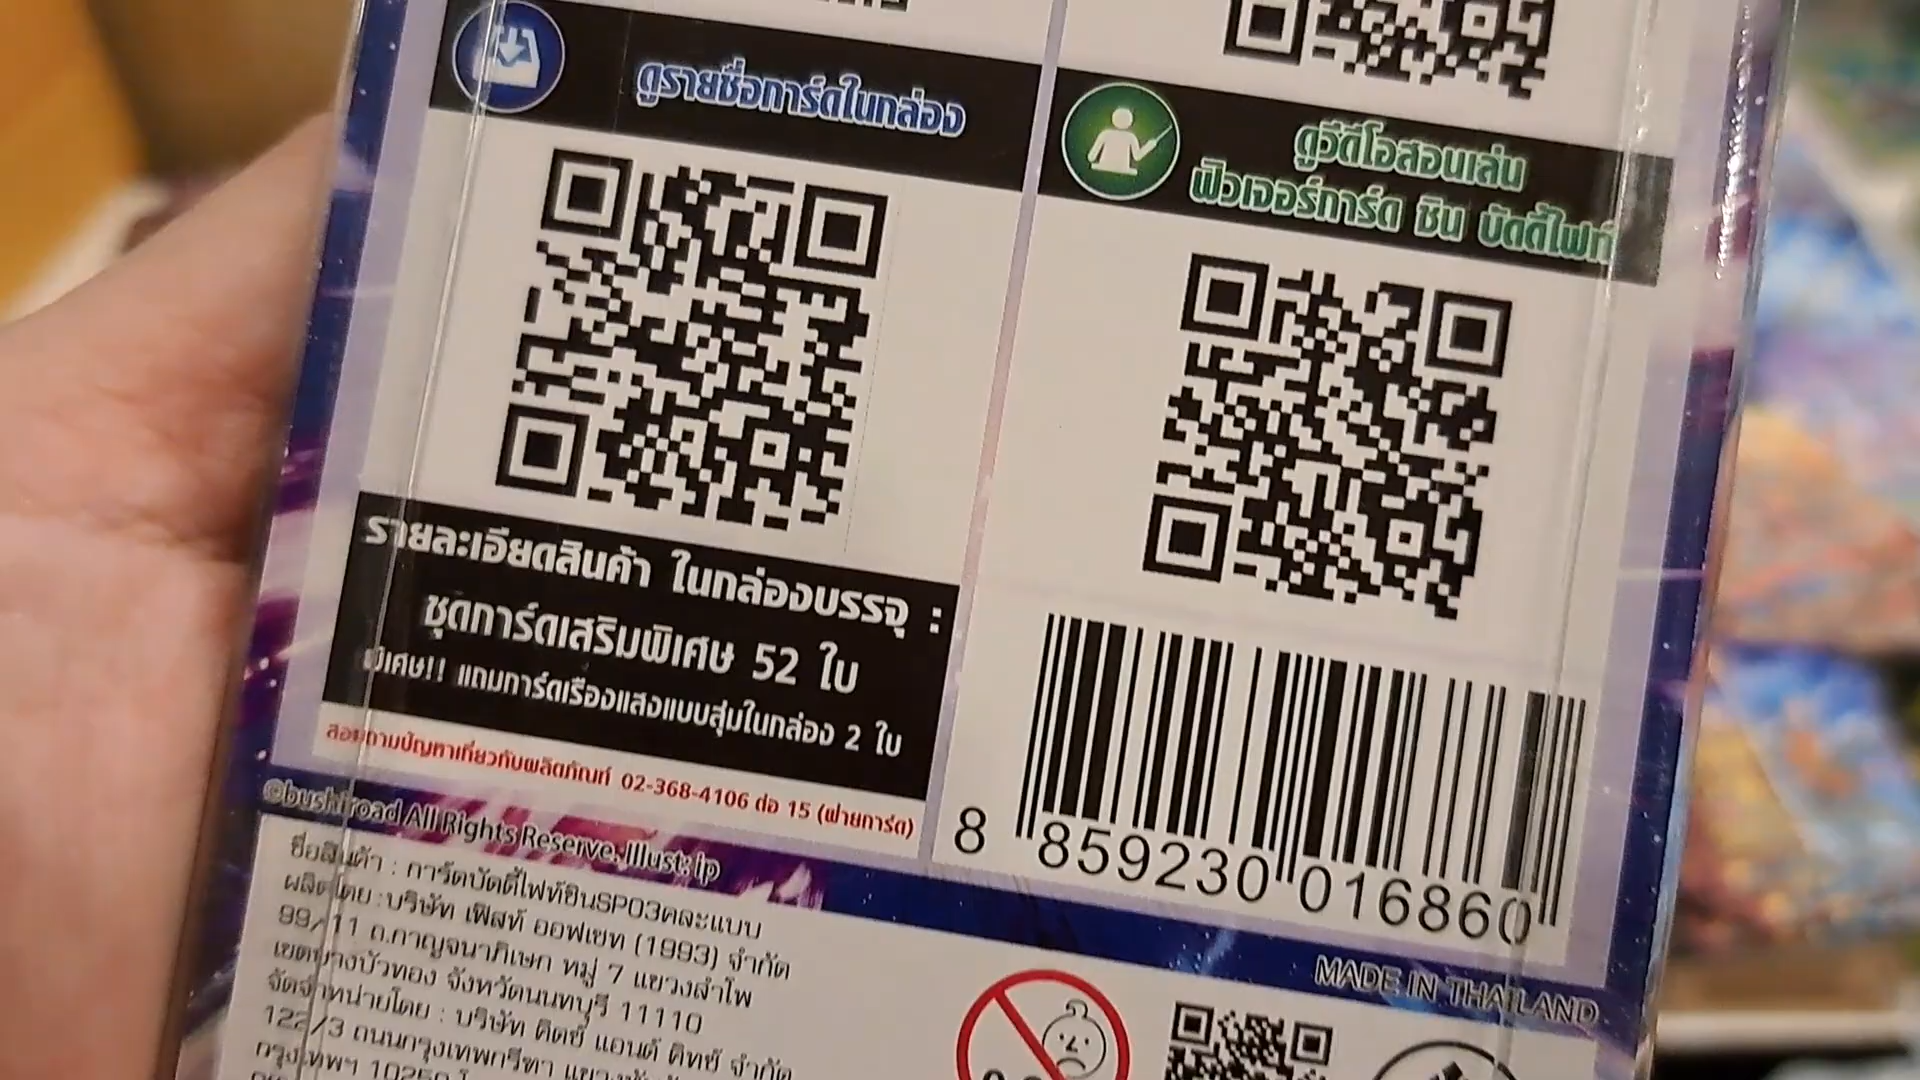 ดูรายชื่อการ์ดในกล่อง
ดูวีดีโอสอนเล่น
ฟิวเจอร์การ์ด ชิน บัดดี้ไฟท์
รายละเอียดสินค้า ในกล่องบรรจุ :
ชุดการ์ดเสริมพิเศษ 52 ใบ
พิเศษ!! แถมการ์ดเรืองแสงแบบสุ่มในกล่อง 2 ใบ
สอบถามปัญหาเกี่ยวกับผลิตภัณฑ์ 02-368-4106 ต่อ 15 (ฝ่ายการ์ด)
8 859230 016860
©bushiroad All Rights Reserve. Illust: ip
MADE IN THAILAND
ชื่อสินค้า : การ์ดบัดดี้ไฟท์ชินSP03คละแบบ
ผลิตโดย : บริษัท เฟิสท์ ออฟเซท (1993) จำกัด
99/11 ถ.กาญจนาภิเษก หมู่ 7 แขวงลำโพ
เขตบางบัวทอง จังหวัดนนทบุรี 11110
จัดจำหน่ายโดย : บริษัท คิดซ์ แอนด์ คิทซ์ จำกัด
122/3 ถนนกรุงเทพกรีฑา
กรุงเทพฯ 10250